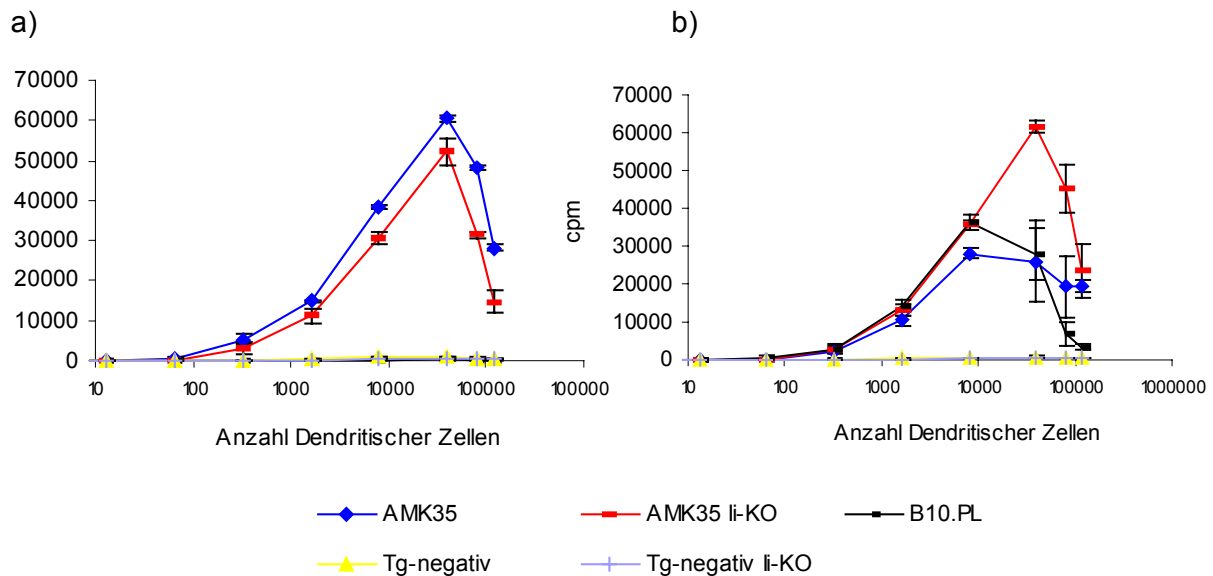 a)
70000
60000
50000
40000
30000
20000
10000
0
10 100 1000 10000 100000 1000000
Anzahl Dendritischer Zellen
b)
cpm
70000
60000
50000
40000
30000
20000
10000
0
10 100 1000 10000 100000 1000000
Anzahl Dendritischer Zellen
AMK35 AMK35 Ii-KO B10.PL
Tg-negativ Tg-negativ Ii-KO